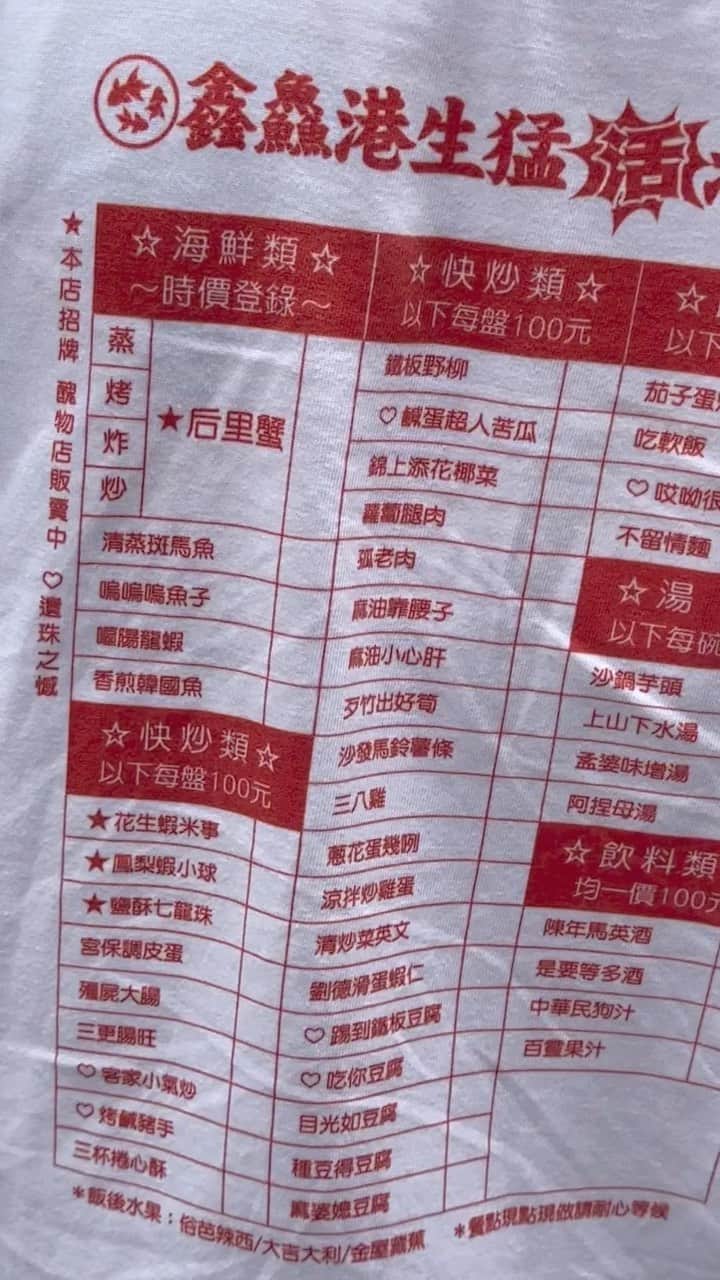 鑫鱻港生猛活
★本店招牌 醜物店販賣中 ♡遺珠之憾
☆海鮮類☆
～時價登錄～
蒸
烤
炸
炒
★后里蟹
清蒸斑馬魚
嗚嗚嗚魚子
香煎韓國魚
☆快炒類☆
以下每盤100元
★花生蝦米事
★鳳梨蝦小球
★鹽酥七龍珠
宮保調皮蛋
殭屍大腸
三更腸旺
♡客家小氣炒
♡烤鹹豬手
三杯捲心酥
☆快炒類☆
以下每盤100元
鐵板野柳
♡鹹蛋超人苦瓜
錦上添花椰菜
蘿蔔腿肉
孤老肉
麻油靠腰子
麻油小心肝
歹竹出好筍
沙發馬鈴薯條
三八雞
蔥花蛋幾咧
涼拌炒雞蛋
清炒菜英文
劉德滑蛋蝦仁
♡踢到鐵板豆腐
♡吃你豆腐
目光如豆腐
種豆得豆腐
麻婆媳豆腐
☆
以下
茄子蛋
吃軟飯
♡哎呦很
不留情麵
☆湯
以下每碗
沙鍋芋頭
上山下水湯
孟婆味增湯
阿捏母湯
☆飲料類
均一價100元
陳年馬英酒
是要等多酒
中華民狗汁
百靈果汁
*飯後水果：俗芭辣西/大吉大利/金屋藏蕉
*餐點現點現做請耐心等候